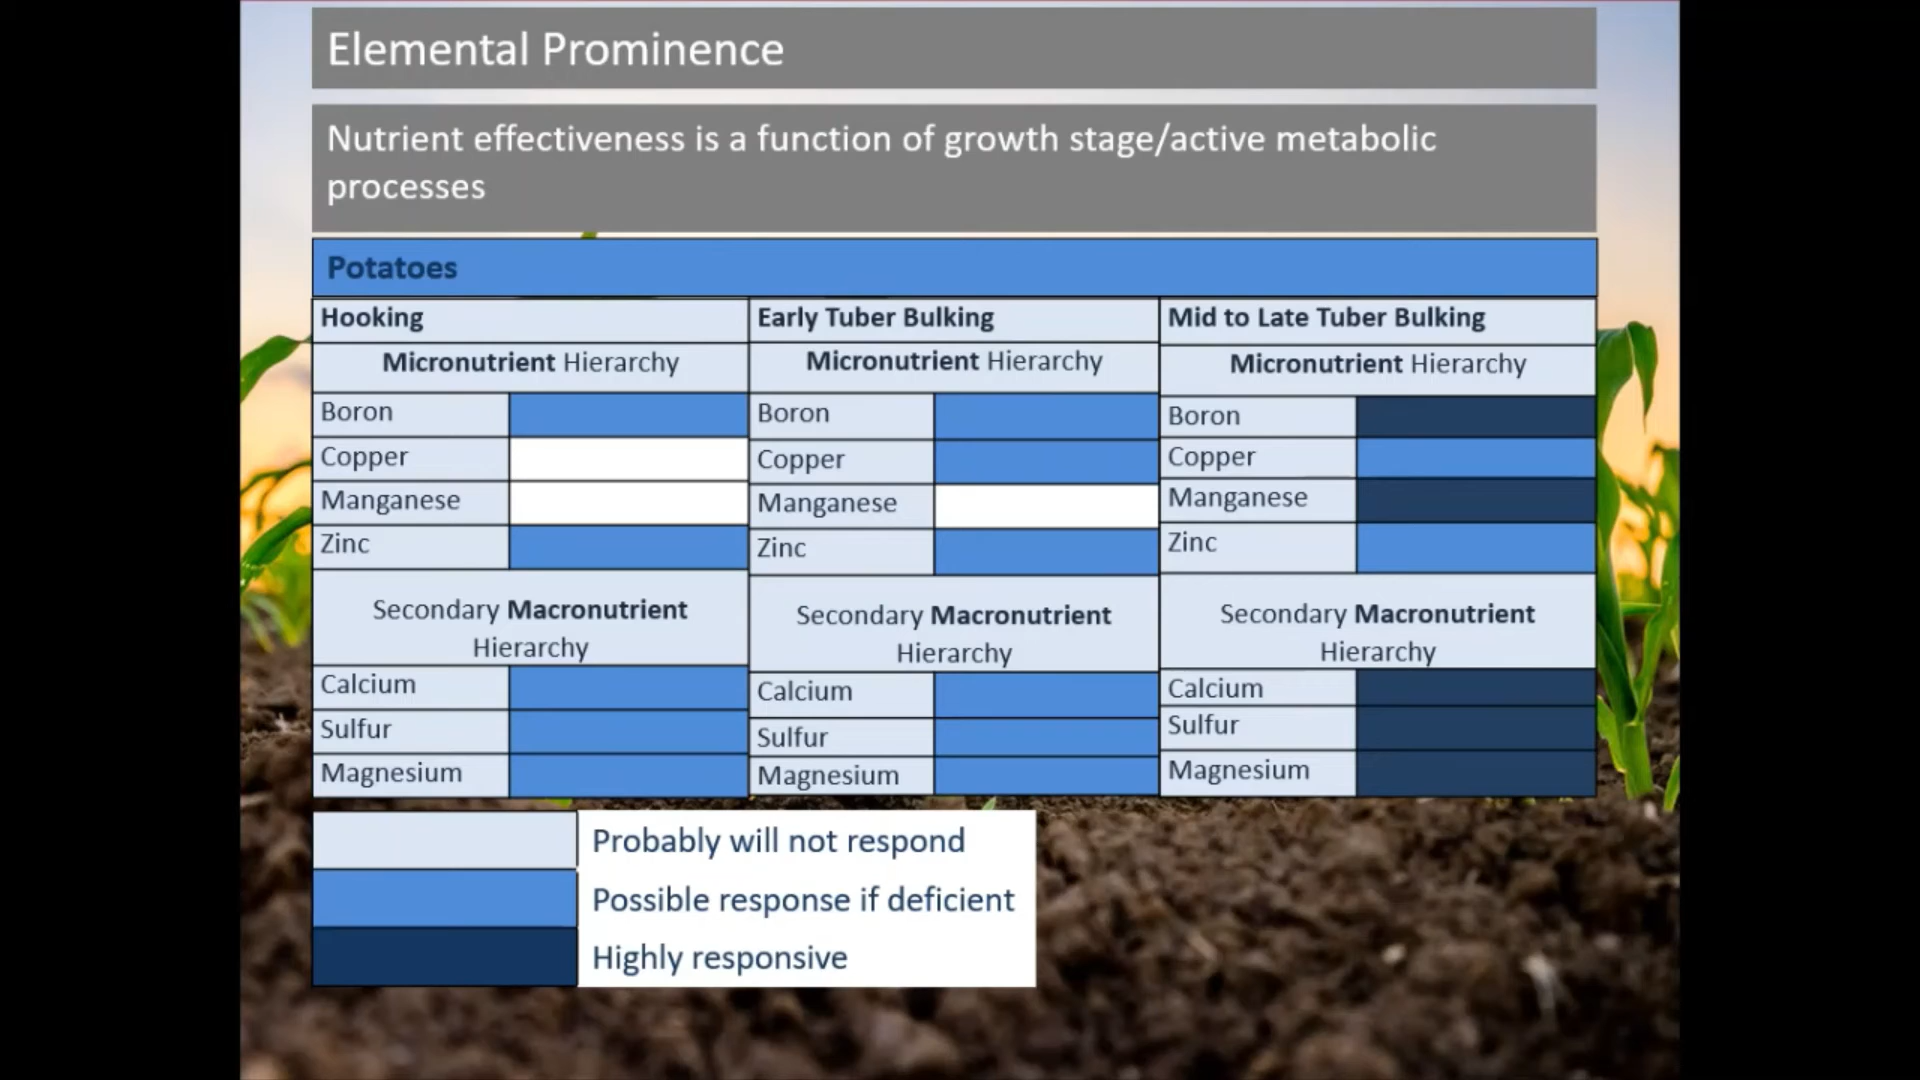 Elemental Prominence
Nutrient effectiveness is a function of growth stage/active metabolic
processes
Potatoes
Hooking
Micronutrient Hierarchy
Boron
Copper
Manganese
Zinc
Secondary Macronutrient
Hierarchy
Calcium
Sulfur
Magnesium
Early Tuber Bulking
Micronutrient Hierarchy
Boron
Copper
Manganese
Zinc
Secondary Macronutrient
Hierarchy
Calcium
Sulfur
Magnesium
Mid to Late Tuber Bulking
Micronutrient Hierarchy
Boron
Copper
Manganese
Zinc
Secondary Macronutrient
Hierarchy
Calcium
Sulfur
Magnesium
Probably will not respond
Possible response if deficient
Highly responsive